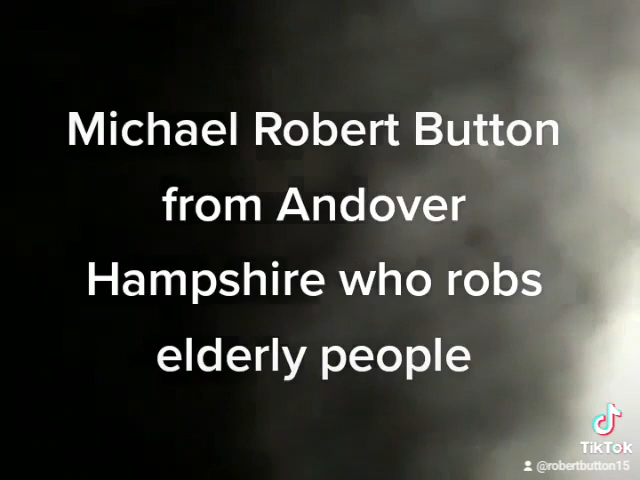 Michael Robert Button
from Andover
Hampshire who robs
elderly people
TikTok
@robertbutton15